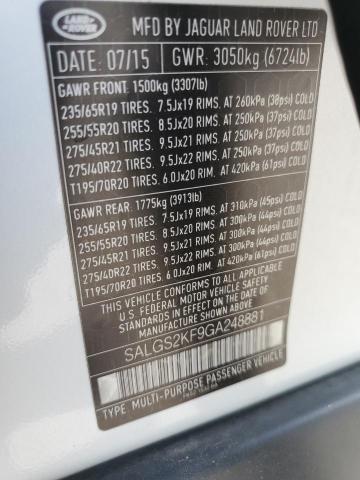 LAND
ROVER
MFD BY JAGUAR LAND ROVER LTD
DATE: 07/15 GWR: 3050kg (6724lb)
GAWR FRONT: 1500kg (3307lb)
235/65R19 TIRES. 7.5Jx19 RIMS. AT 260kPa (38psi) COLD
255/55R20 TIRES. 8.5Jx20 RIMS. AT 250kPa (37psi) COLD
275/45R21 TIRES. 9.5Jx21 RIMS. AT 250kPa (37psi) COLD
275/40R22 TIRES. 9.5Jx22 RIMS. AT 250kPa (37psi) COLD
T195/70R20 TIRES. 6.0Jx20 RIM. AT 420kPa (61psi) COLD
GAWR REAR: 1775kg (3913lb)
235/65R19 TIRES. 7.5Jx19 RIMS. AT 310kPa (45psi) COLD
255/55R20 TIRES. 8.5Jx20 RIMS. AT 300kPa (44psi) COLD
275/45R21 TIRES. 9.5Jx21 RIMS. AT 300kPa (44psi) COLD
275/40R22 TIRES. 9.5Jx22 RIMS. AT 300kPa (44psi) COLD
T195/70R20 TIRES. 6.0Jx20 RIM. AT 420kPa (61psi) COLD
THIS VEHICLE CONFORMS TO ALL APPLICABLE
U.S. FEDERAL MOTOR VEHICLE SAFETY STANDARDS
IN EFFECT ON THE DATE OF MANUFACTURE SHOWN ABOVE
SALGS2KF9GA248881
TYPE: MULTI-PURPOSE PASSENGER VEHICLE